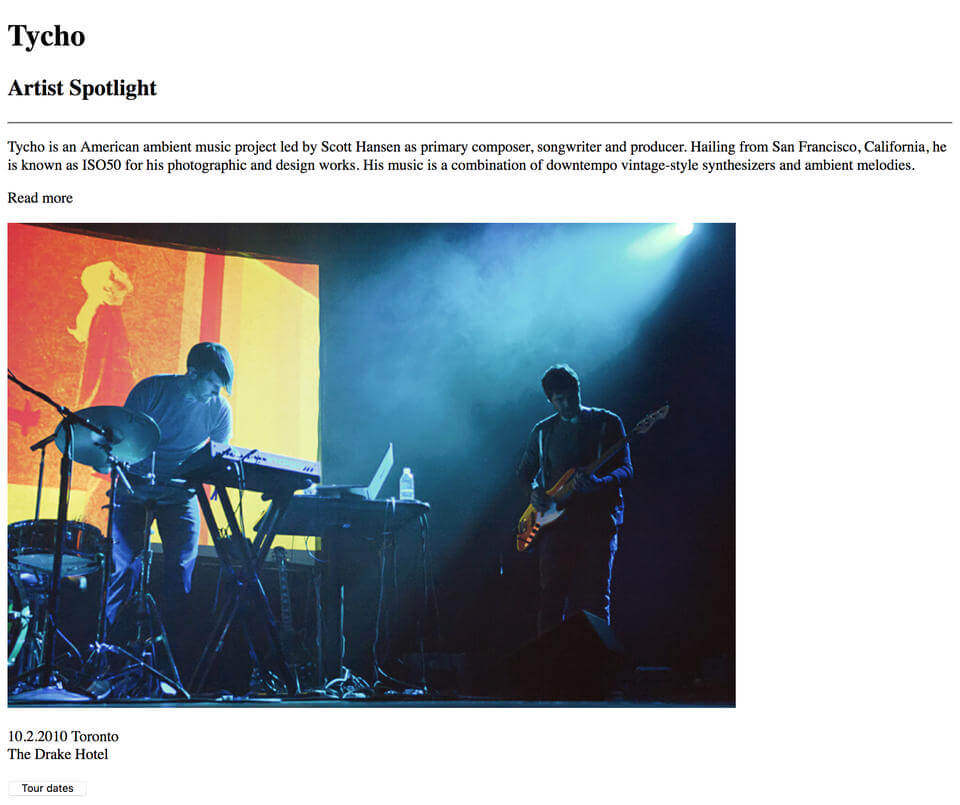 Tycho
Artist Spotlight
Tycho is an American ambient music project led by Scott Hansen as primary composer, songwriter and producer. Hailing from San Francisco, California, he
is known as ISO50 for his photographic and design works. His music is a combination of downtempo vintage-style synthesizers and ambient melodies.
Read more
10.2.2010 Toronto
The Drake Hotel
Tour dates